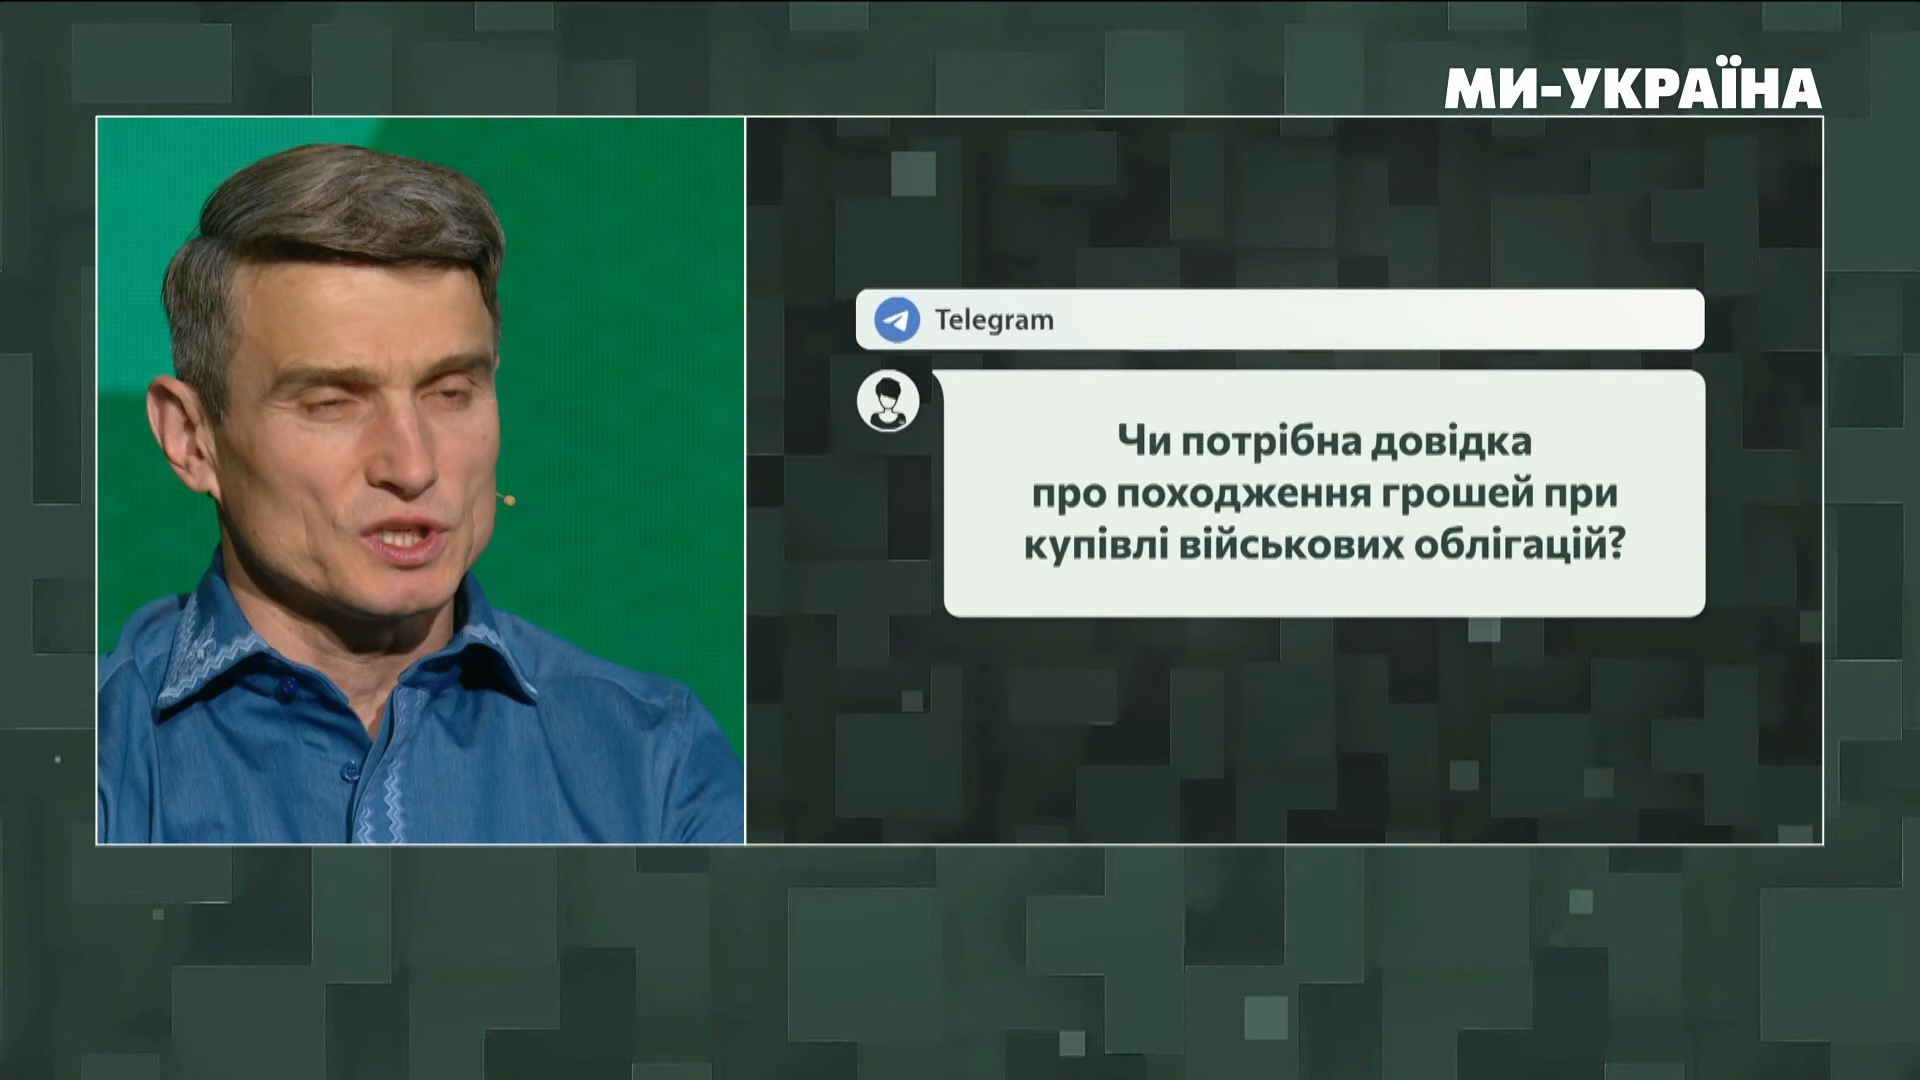 МИ-УКРАЇНА
Telegram
Чи потрібна довідка
про походження грошей при
купівлі військових облігацій?